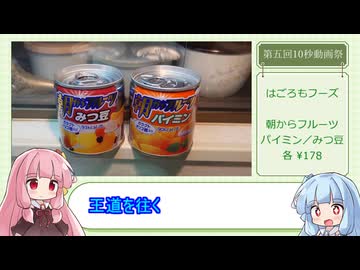 第五回10秒動画祭
はごろもフーズ
朝からフルーツ
パイミン／みつ豆
各 ¥178
朝からフルーツ
みつ豆
朝からフルーツ
パイミン
王道を往く